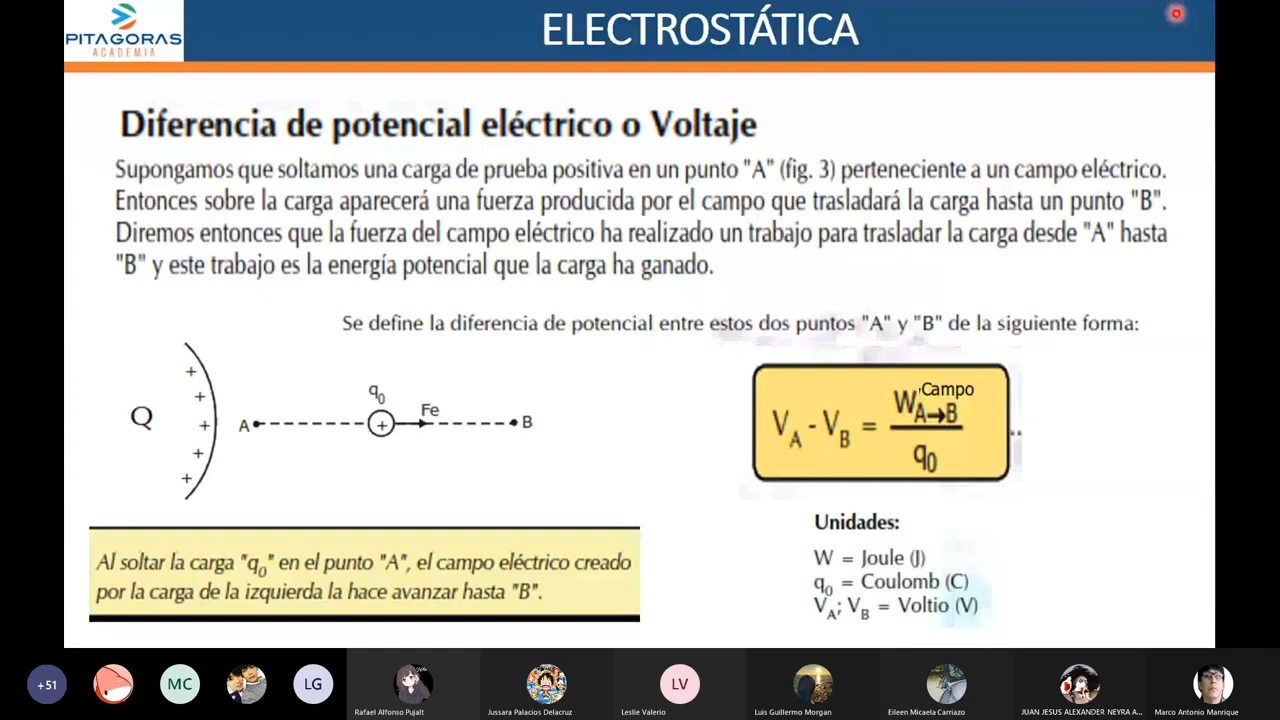 PITAGORAS
ACADEMIA
ELECTROSTÁTICA
Diferencia de potencial eléctrico o Voltaje
Supongamos que soltamos una carga de prueba positiva en un punto "A" (fig. 3) perteneciente a un campo eléctrico.
Entonces sobre la carga aparecerá una fuerza producida por el campo que trasladará la carga hasta un punto "B".
Diremos entonces que la fuerza del campo eléctrico ha realizado un trabajo para trasladar la carga desde "A" hasta
"B" y este trabajo es la energía potencial que la carga ha ganado.
Se define la diferencia de potencial entre estos dos puntos "A" y "B" de la siguiente forma:
Q
+
+
+
+
+
A
q₀
+
Fe
B
V_A - V_B = W_A→B^Campo / q₀
Al soltar la carga "q₀" en el punto "A", el campo eléctrico creado
por la carga de la izquierda la hace avanzar hasta "B".
Unidades:
W = Joule (J)
q₀ = Coulomb (C)
V_A; V_B = Voltio (V)
+51
MC
LG
LV
Rafael Alfonso Pujalt
Jussara Palacios Delacruz
Leslie Valerio
Luis Guillermo Morgan
Eileen Micaela Carriazo
JUAN JESUS ALEXANDER NEYRA A...
Marco Antonio Manrique